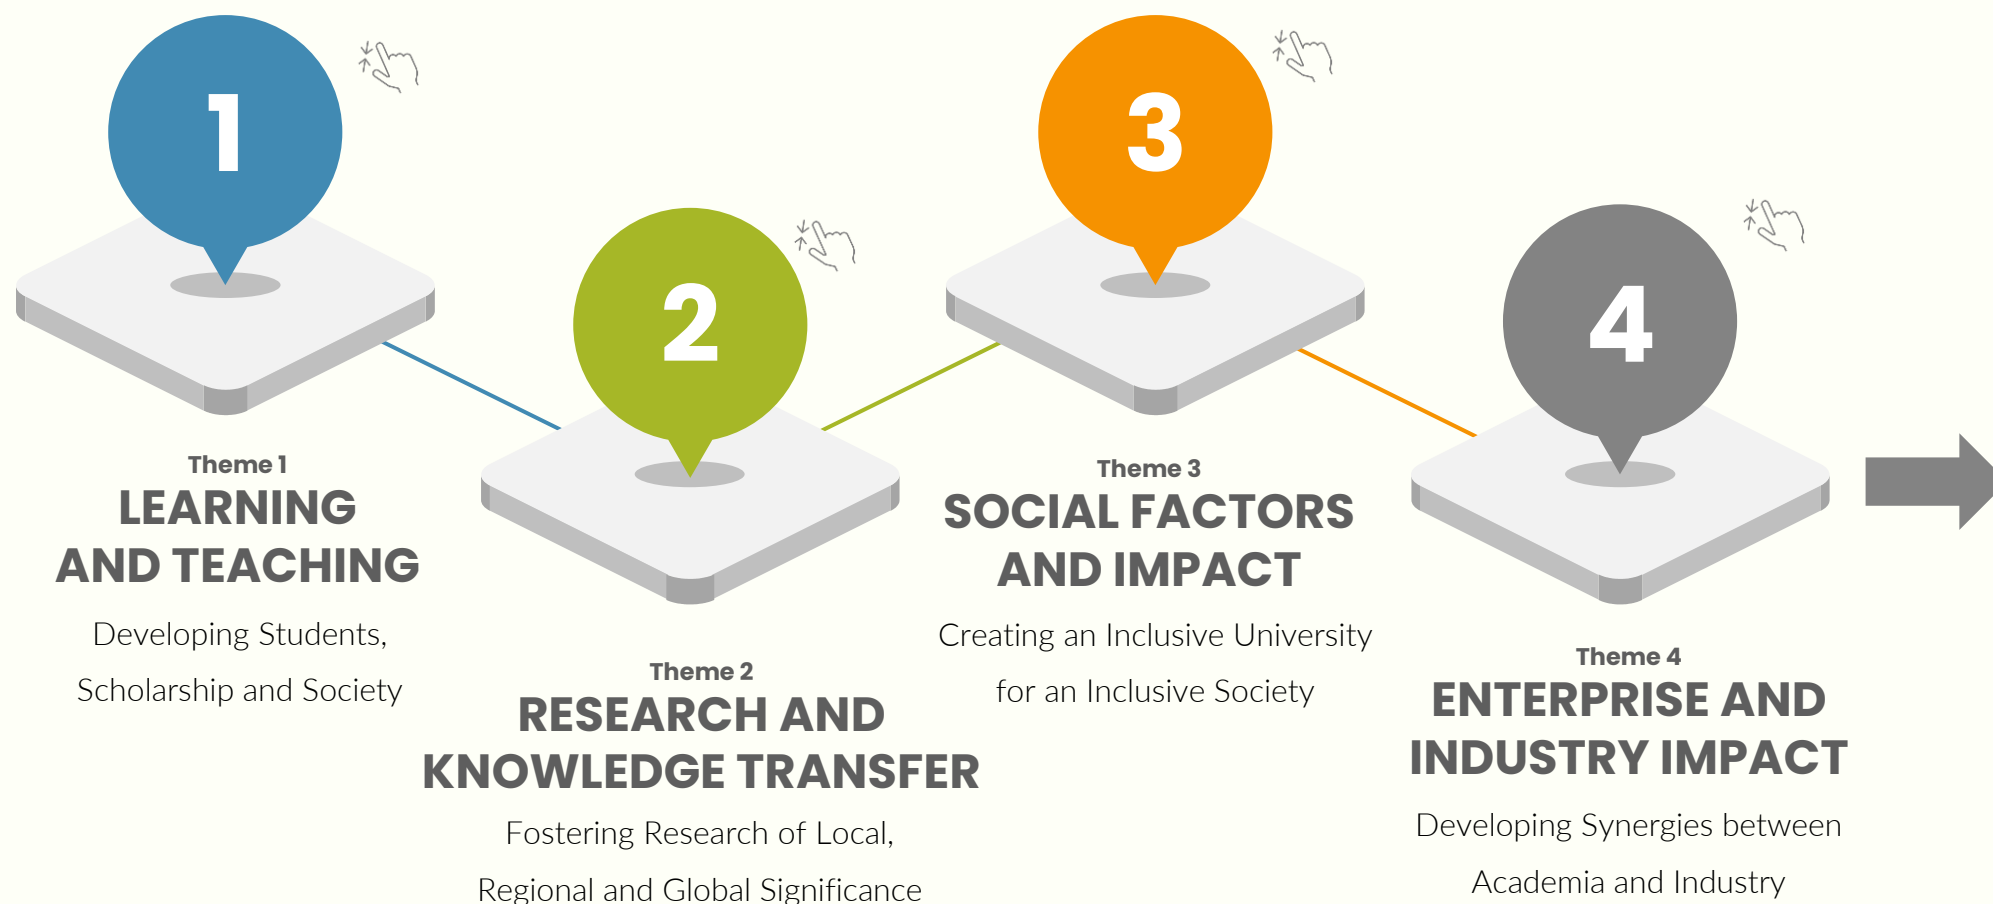 1
Theme 1
LEARNING
AND TEACHING
Developing Students,
Scholarship and Society
2
Theme 2
RESEARCH AND
KNOWLEDGE TRANSFER
Fostering Research of Local,
Regional and Global Significance
3
Theme 3
SOCIAL FACTORS
AND IMPACT
Creating an Inclusive University
for an Inclusive Society
4
Theme 4
ENTERPRISE AND
INDUSTRY IMPACT
Developing Synergies between
Academia and Industry